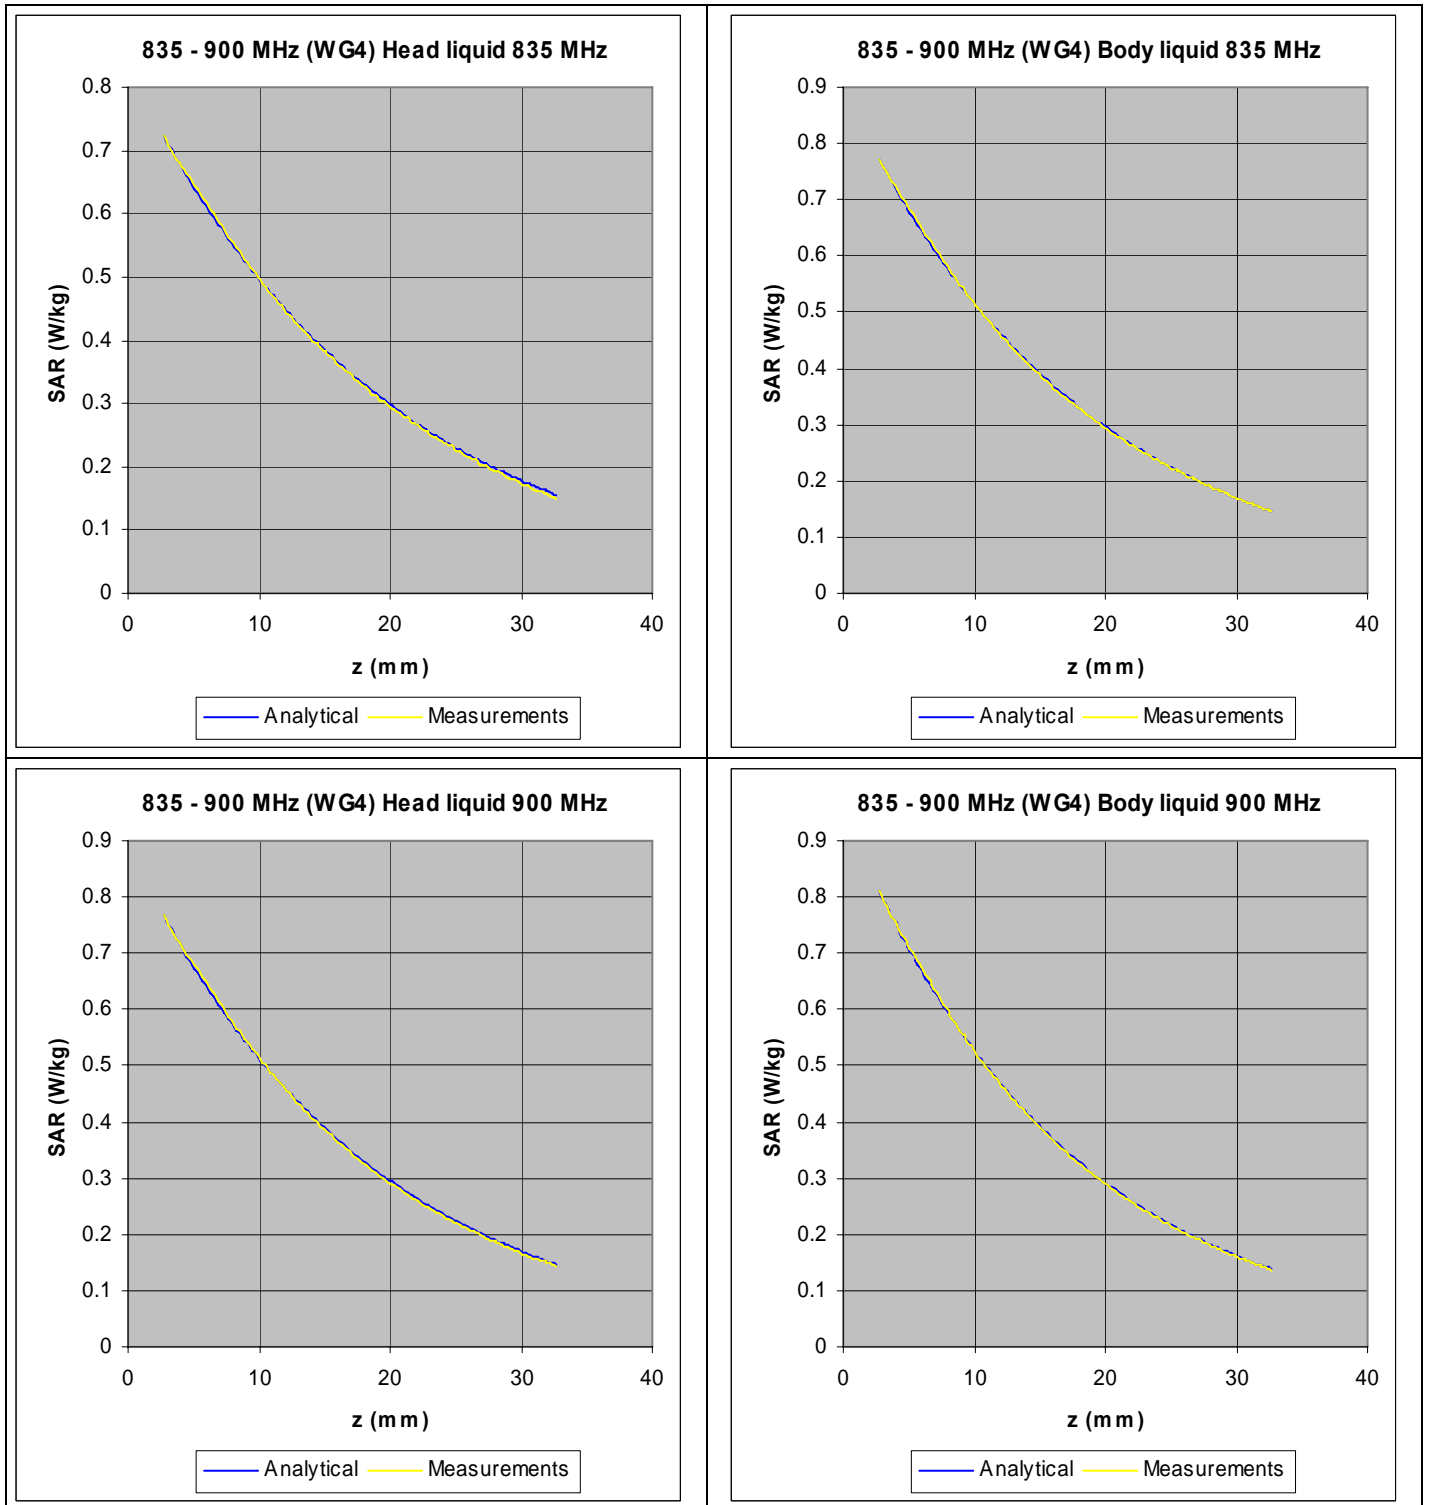 835 - 900 MHz (WG4) Head liquid 835 MHz
0.8
0.7
0.6
0.5
0.4
0.3
0.2
0.1
0
SAR (W/kg)
0 10 20 30 40
z (mm)
Analytical Measurements
835 - 900 MHz (WG4) Body liquid 835 MHz
0.9
0.8
0.7
0.6
0.5
0.4
0.3
0.2
0.1
0
SAR (W/kg)
0 10 20 30 40
z (mm)
Analytical Measurements
835 - 900 MHz (WG4) Head liquid 900 MHz
0.9
0.8
0.7
0.6
0.5
0.4
0.3
0.2
0.1
0
SAR (W/kg)
0 10 20 30 40
z (mm)
Analytical Measurements
835 - 900 MHz (WG4) Body liquid 900 MHz
0.9
0.8
0.7
0.6
0.5
0.4
0.3
0.2
0.1
0
SAR (W/kg)
0 10 20 30 40
z (mm)
Analytical Measurements